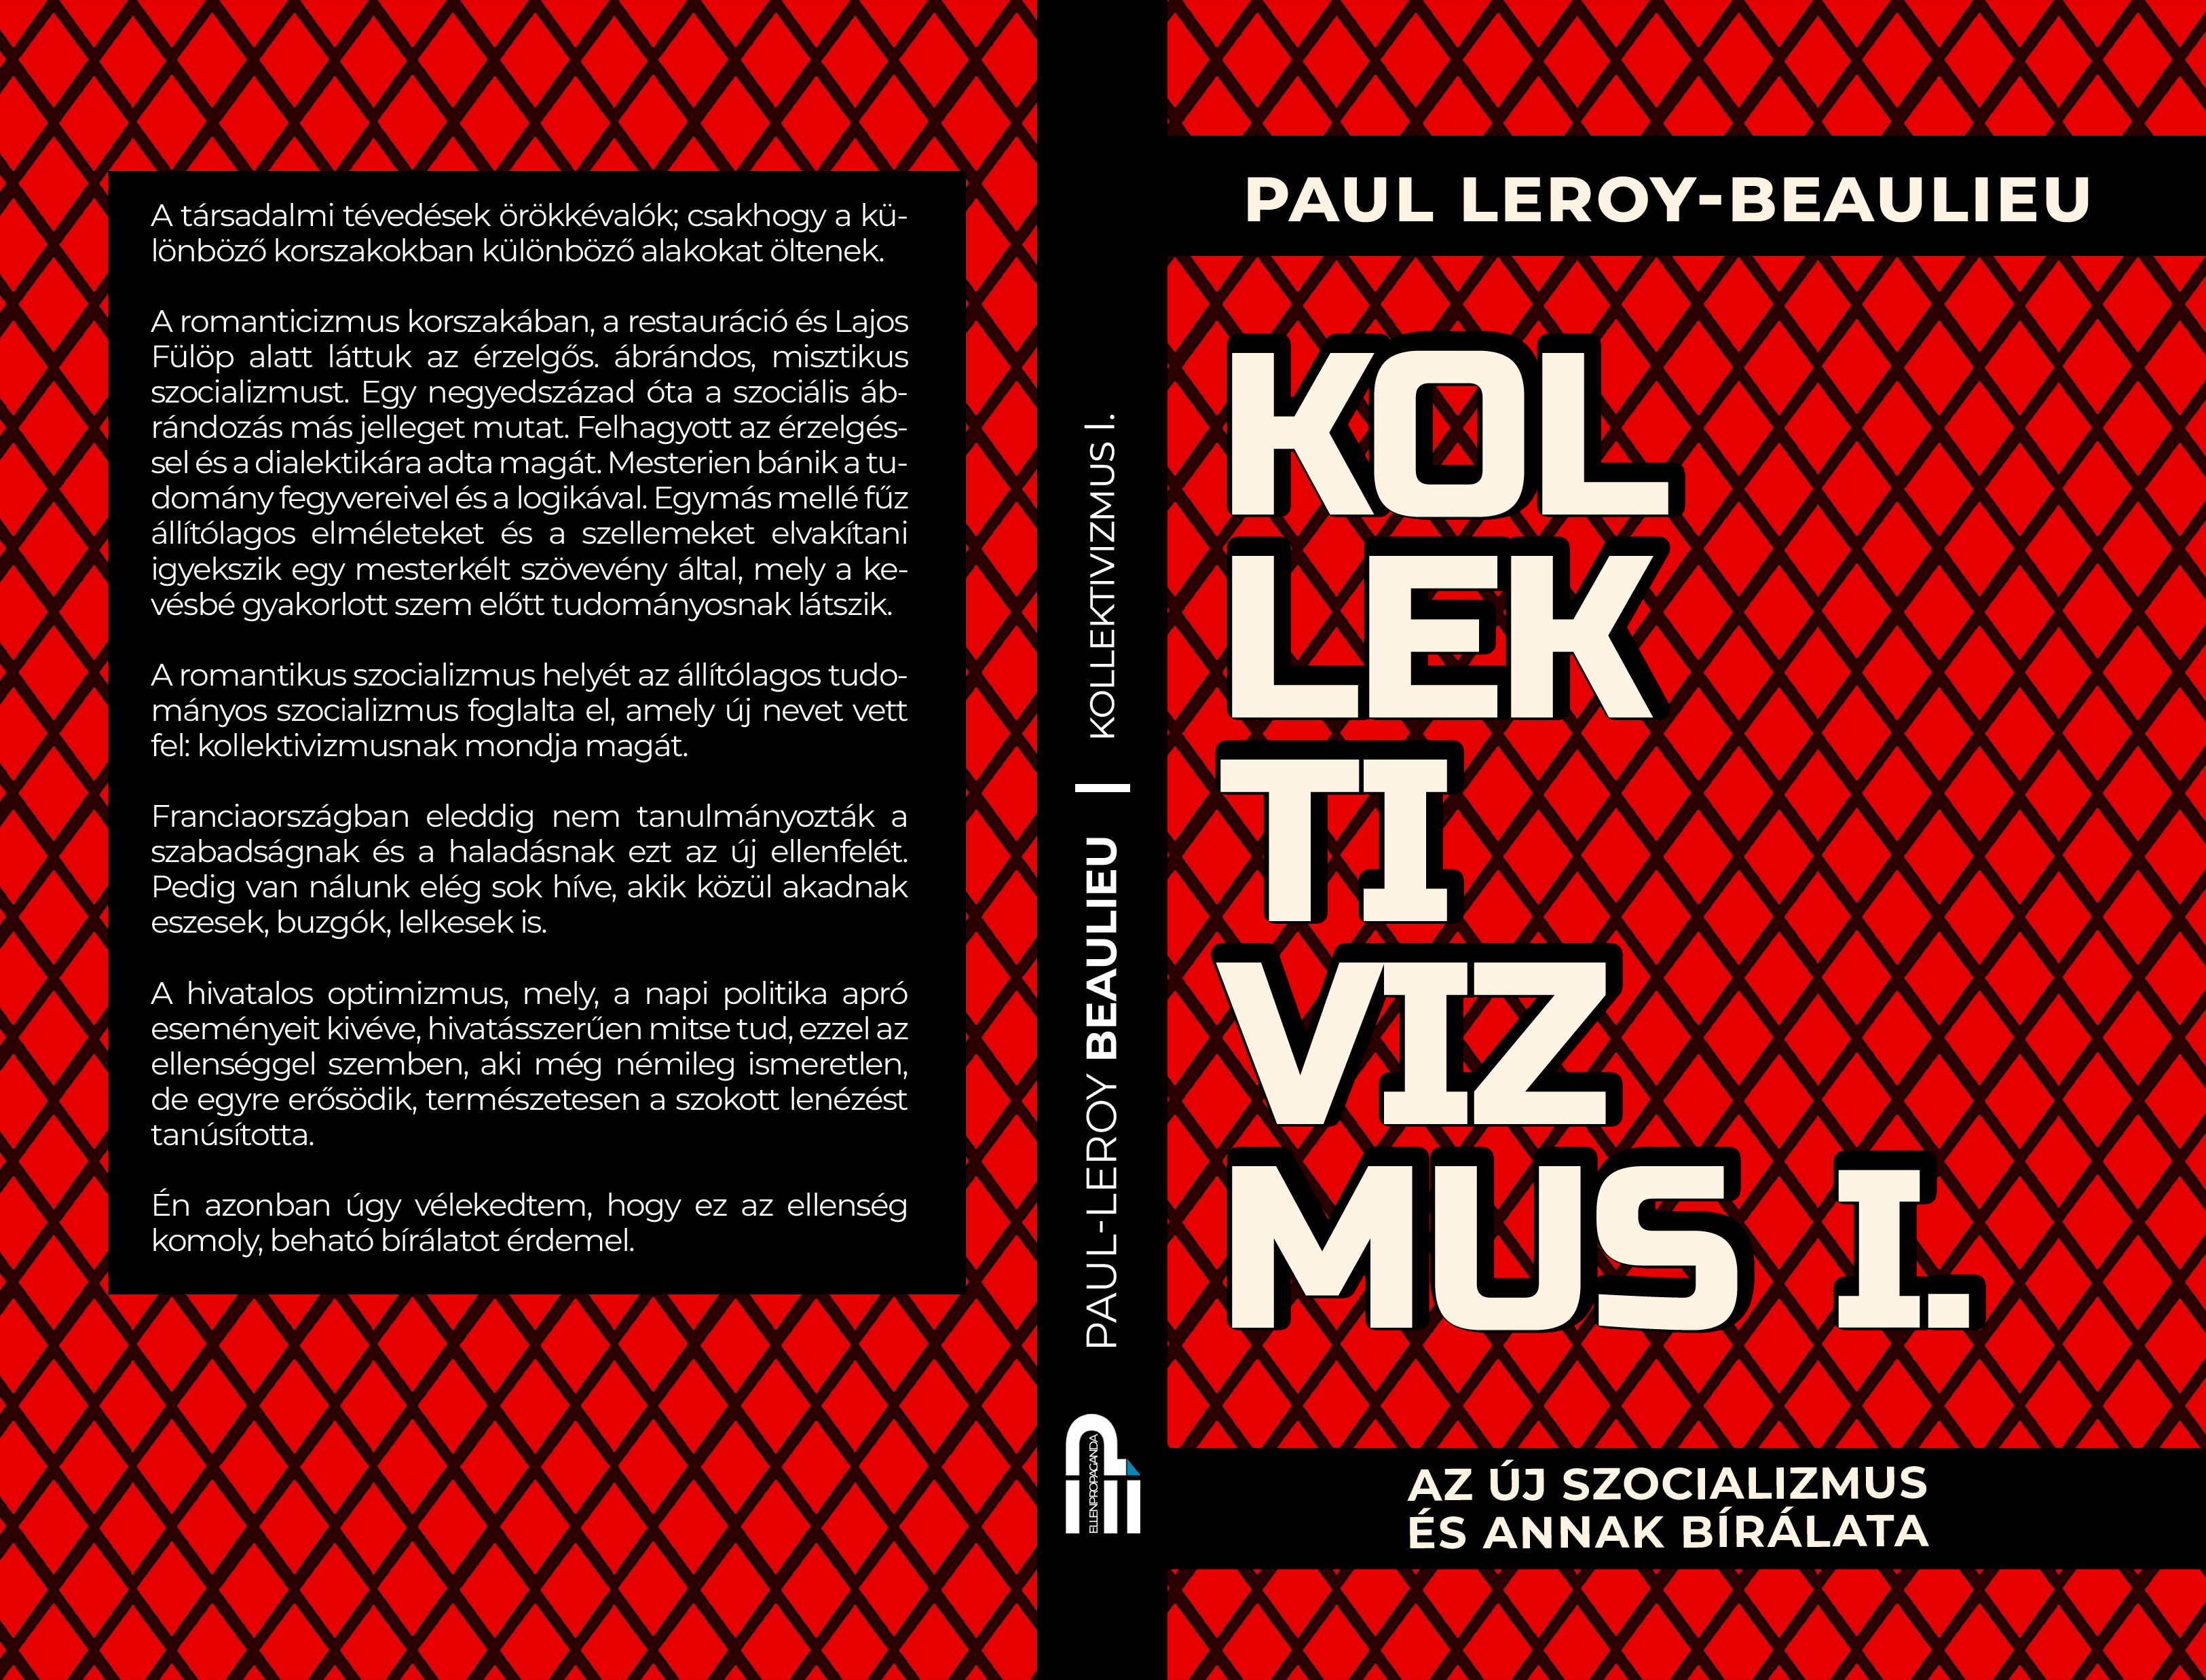 A társadalmi tévedések örökkévalók; csakhogy a kü-
lönböző korszakokban különböző alakokat öltenek.
A romanticizmus korszakában, a restauráció és Lajos
Fülöp alatt láttuk az érzelgős. ábrándos, misztikus
szocializmust. Egy negyedszázad óta a szociális áb-
rándozás más jelleget mutat. Felhagyott az érzelgés-
sel és a dialektikára adta magát. Mesterien bánik a tu-
domány fegyvereivel és a logikával. Egymás mellé fűz
állítólagos elméleteket és a szellemeket elvakítani
igyekszik egy mesterkélt szövevény által, mely a ke-
vésbé gyakorlott szem előtt tudományosnak látszik.
A romantikus szocializmus helyét az állítólagos tudo-
mányos szocializmus foglalta el, amely új nevet vett
fel: kollektivizmusnak mondja magát.
Franciaországban eleddig nem tanulmányozták a
szabadságnak és a haladásnak ezt az új ellenfelét.
Pedig van nálunk elég sok híve, akik közül akadnak
eszesek, buzgók, lelkesek is.
A hivatalos optimizmus, mely, a napi politika apró
eseményeit kivéve, hivatásszerűen mitse tud, ezzel az
ellenséggel szemben, aki még némileg ismeretlen,
de egyre erősödik, természetesen a szokott lenézést
tanúsította.
Én azonban úgy vélekedtem, hogy ez az ellenség
komoly, beható bírálatot érdemel.
PAUL-LEROY BEAULIEU | KOLLEKTIVIZMUS I.
ELLENPROPAGANDA
PAUL LEROY-BEAULIEU
KOL
LEK
TI
VIZ
MUS I.
AZ ÚJ SZOCIALIZMUS
ÉS ANNAK BÍRÁLATA